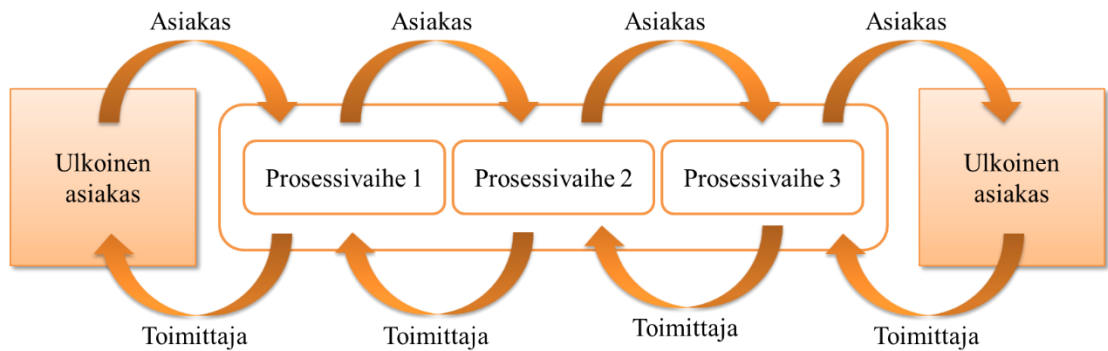 Asiakas
Asiakas
Asiakas
Asiakas
Ulkoinen
asiakas
Prosessivaihe 1
Prosessivaihe 2
Prosessivaihe 3
Ulkoinen
asiakas
Toimittaja
Toimittaja
Toimittaja
Toimittaja